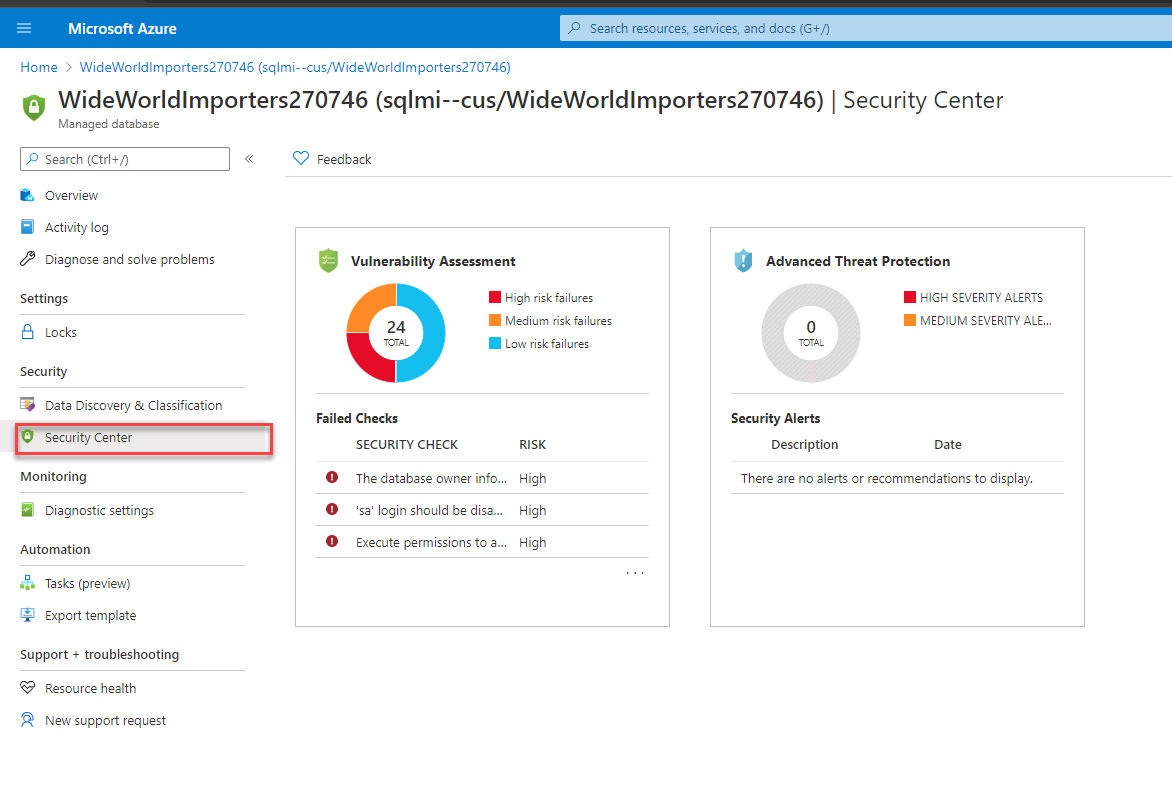 Microsoft Azure
Search resources, services, and docs (G+/)
Home > WideWorldImporters270746 (sqlmi--cus/WideWorldImporters270746)
WideWorldImporters270746 (sqlmi--cus/WideWorldImporters270746) | Security Center
Managed database
Search (Ctrl+/)
«
Feedback
Overview
Activity log
Diagnose and solve problems
Settings
Locks
Security
Data Discovery & Classification
Security Center
Monitoring
Diagnostic settings
Automation
Tasks (preview)
Export template
Support + troubleshooting
Resource health
New support request
Vulnerability Assessment
24
TOTAL
High risk failures
Medium risk failures
Low risk failures
Failed Checks
SECURITY CHECK RISK
The database owner info... High
'sa' login should be disa... High
Execute permissions to a... High
...
Advanced Threat Protection
0
TOTAL
HIGH SEVERITY ALERTS
MEDIUM SEVERITY ALE...
Security Alerts
Description Date
There are no alerts or recommendations to display.